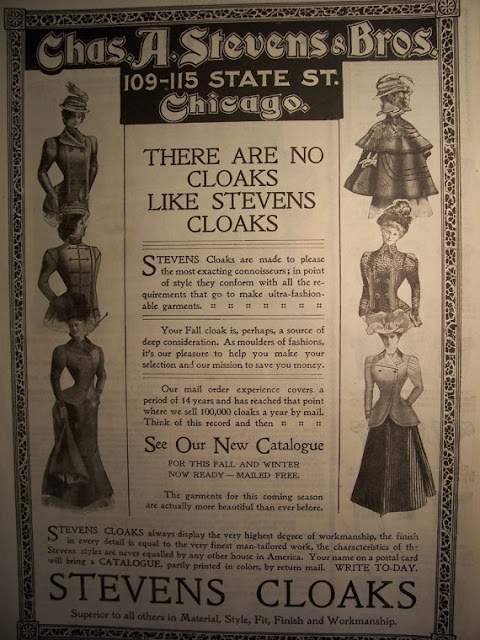 Chas. A. Stevens & Bros.
109-115 STATE ST.
Chicago.
THERE ARE NO
CLOAKS
LIKE STEVENS
CLOAKS
STEVENS Cloaks are made to please
the most exacting connoisseurs; in point
of style they conform with all the re-
quirements that go to make ultra-fashion-
able garments.
Your Fall cloak is, perhaps, a source of
deep consideration. As moulders of fashions,
it's our pleasure to help you make your
selection and our mission to save you money.
Our mail order experience covers a
period of 14 years and has reached that point
where we sell 100,000 cloaks a year by mail.
Think of this record and then
See Our New Catalogue
FOR THIS FALL AND WINTER
NOW READY — MAILED FREE.
The garments for this coming season
are actually more beautiful than ever before.
STEVENS CLOAKS always display the very highest degree of workmanship, the finish
in every detail is equal to the very finest man-tailored work, the characteristics of the
Stevens styles are never equalled by any other house in America. Your name on a postal card
will bring a CATALOGUE, partly printed in colors, by return mail. WRITE TO-DAY.
STEVENS CLOAKS
Superior to all others in Material, Style, Fit, Finish and Workmanship.